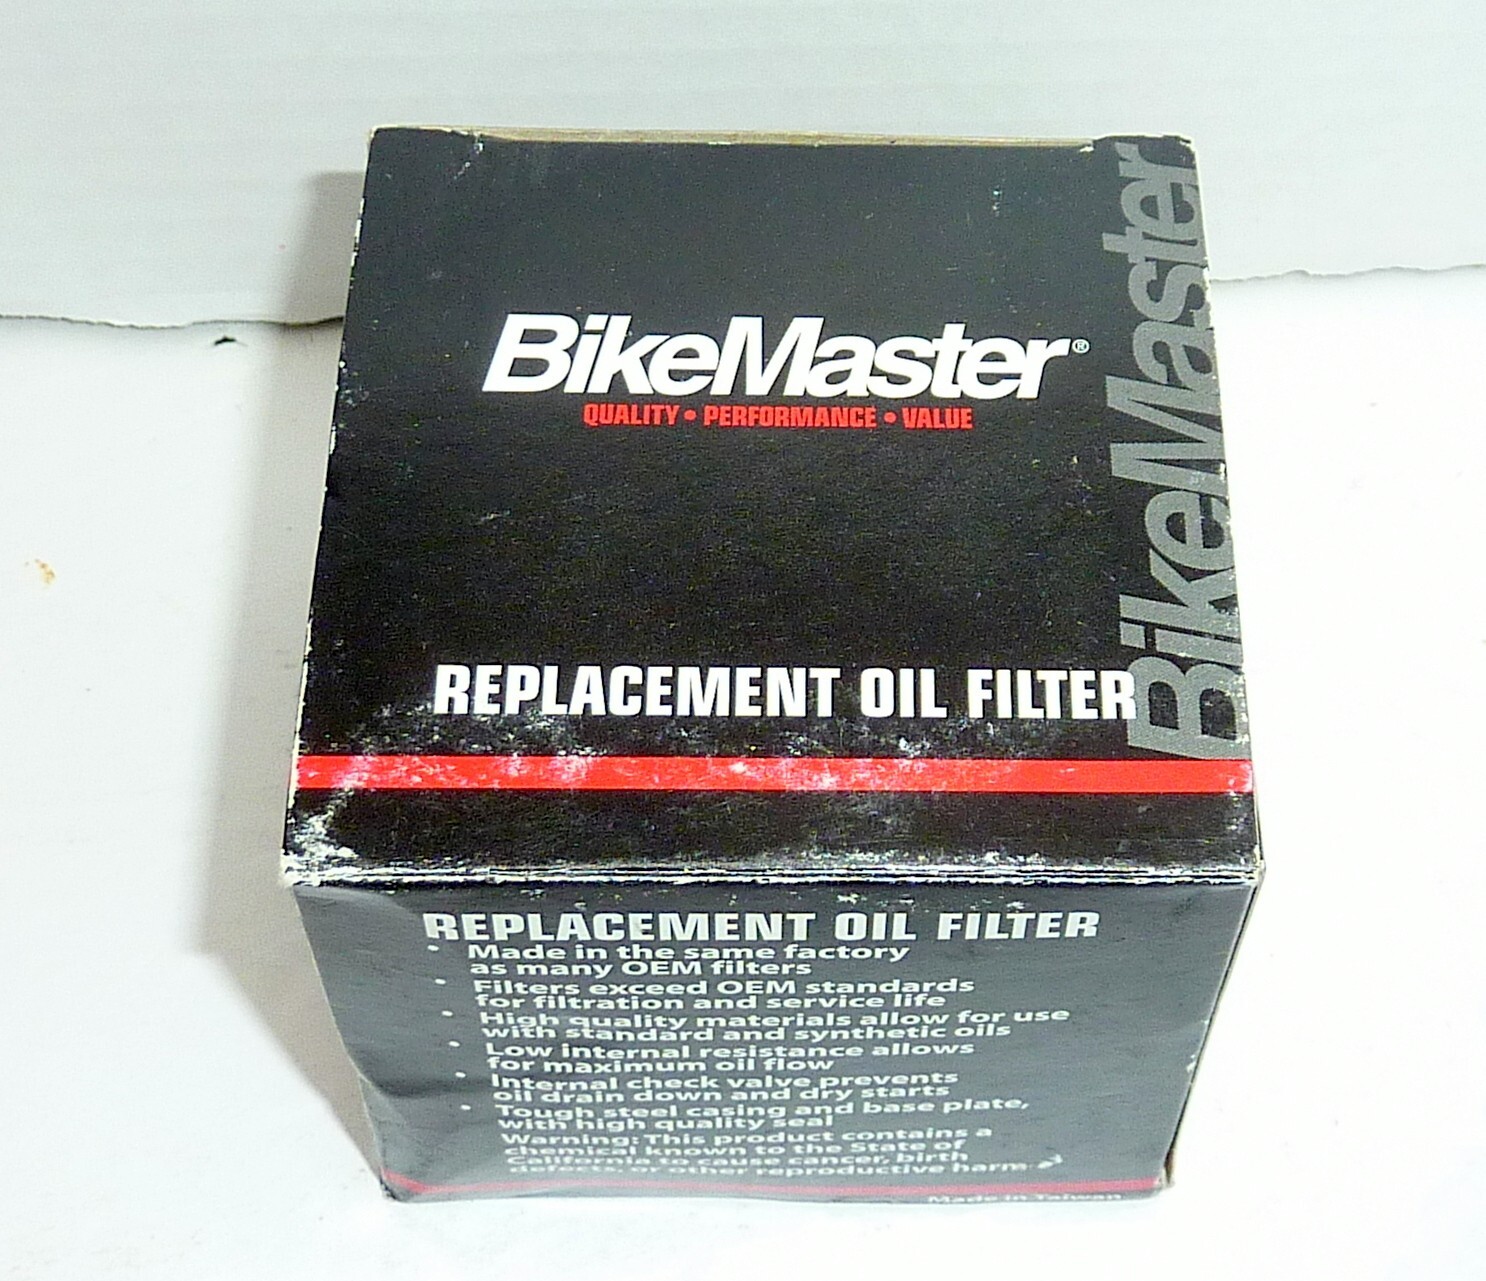 BikeMaster®
QUALITY • PERFORMANCE • VALUE
BikeMaster
REPLACEMENT OIL FILTER
REPLACEMENT OIL FILTER
• Made in the same factory
as many OEM filters
• Filters exceed OEM standards
for filtration and service life
• High quality materials allow for use
with standard and synthetic oils
• Low internal resistance allows
for maximum oil flow
• Internal check valve prevents
oil drain down and dry starts
• Tough steel casing and base plate,
with high quality seal
Warning: This product contains a
chemical known to the State of
California to cause cancer, birth
defects, or other reproductive harm.
Made in Taiwan